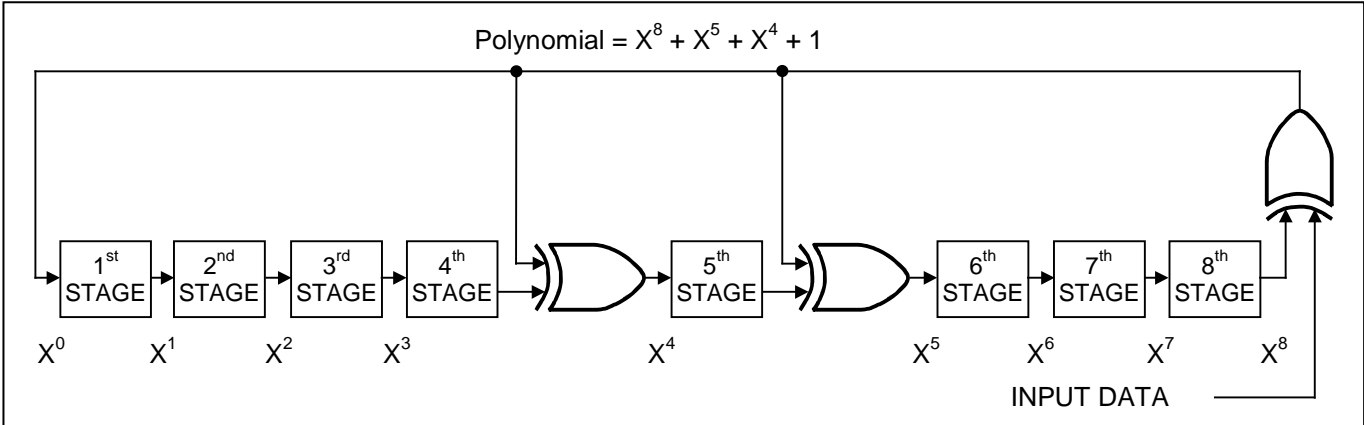 Polynomial = X⁸ + X⁵ + X⁴ + 1
1st STAGE
2nd STAGE
3rd STAGE
4th STAGE
5th STAGE
6th STAGE
7th STAGE
8th STAGE
X⁰ X¹ X² X³ X⁴ X⁵ X⁶ X⁷ X⁸
INPUT DATA